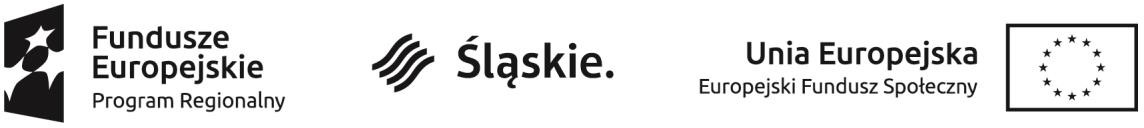 Fundusze
Europejskie
Program Regionalny
Śląskie.
Unia Europejska
Europejski Fundusz Społeczny